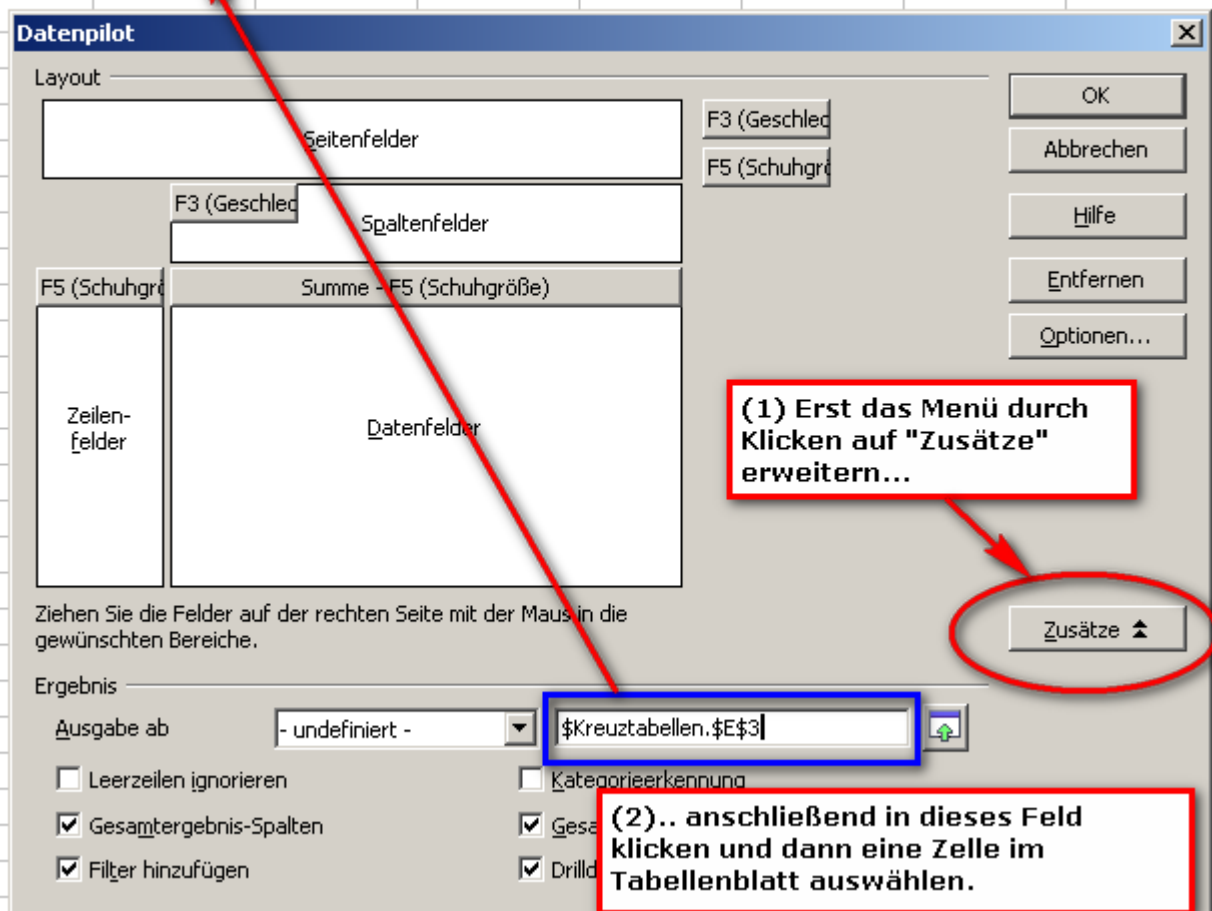 Datenpilot
Layout
Seitenfelder
F3 (Geschlec
F5 (Schuhgrö
OK
Abbrechen
Hilfe
Entfernen
Optionen...
F3 (Geschlec
Spaltenfelder
F5 (Schuhgrö
Summe - F5 (Schuhgröße)
Zeilen-
felder
Datenfelder
(1) Erst das Menü durch
Klicken auf "Zusätze"
erweitern...
Ziehen Sie die Felder auf der rechten Seite mit der Maus in die
gewünschten Bereiche.
Zusätze
Ergebnis
Ausgabe ab
- undefiniert -
$Kreuztabellen.$E$3
Leerzeilen ignorieren
Kategorieerkennung
Gesamtergebnis-Spalten
Gesa
Filter hinzufügen
Drilld
(2).. anschließend in dieses Feld
klicken und dann eine Zelle im
Tabellenblatt auswählen.